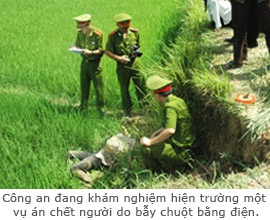 Công an đang khám nghiệm hiện trường một
vụ án chết người do bẫy chuột bằng điện.